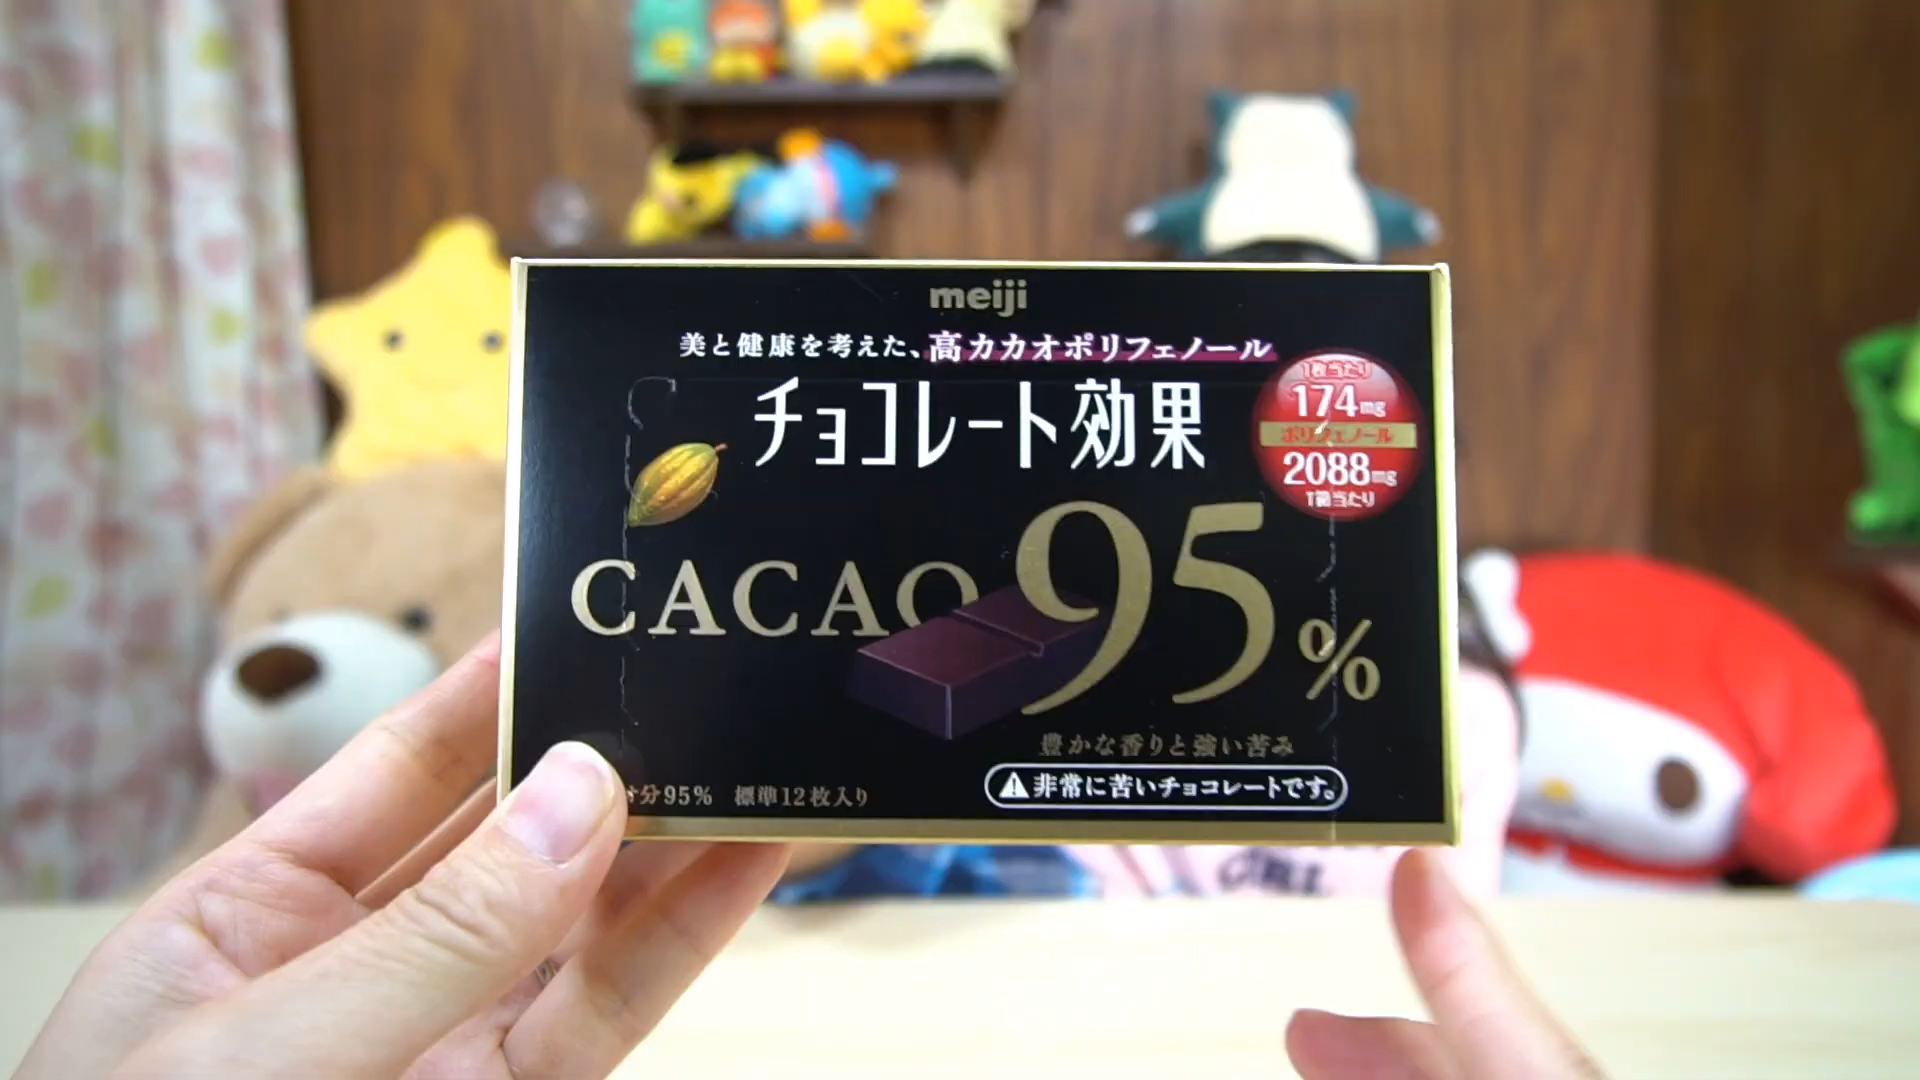 meiji
美と健康を考えた、高カカオポリフェノール
チョコレート効果
1枚当たり
174mg
ポリフェノール
2088mg
1箱当たり
CACAO 95%
豊かな香りと強い苦み
⚠非常に苦いチョコレートです。
分95% 標準12枚入り
GIRL